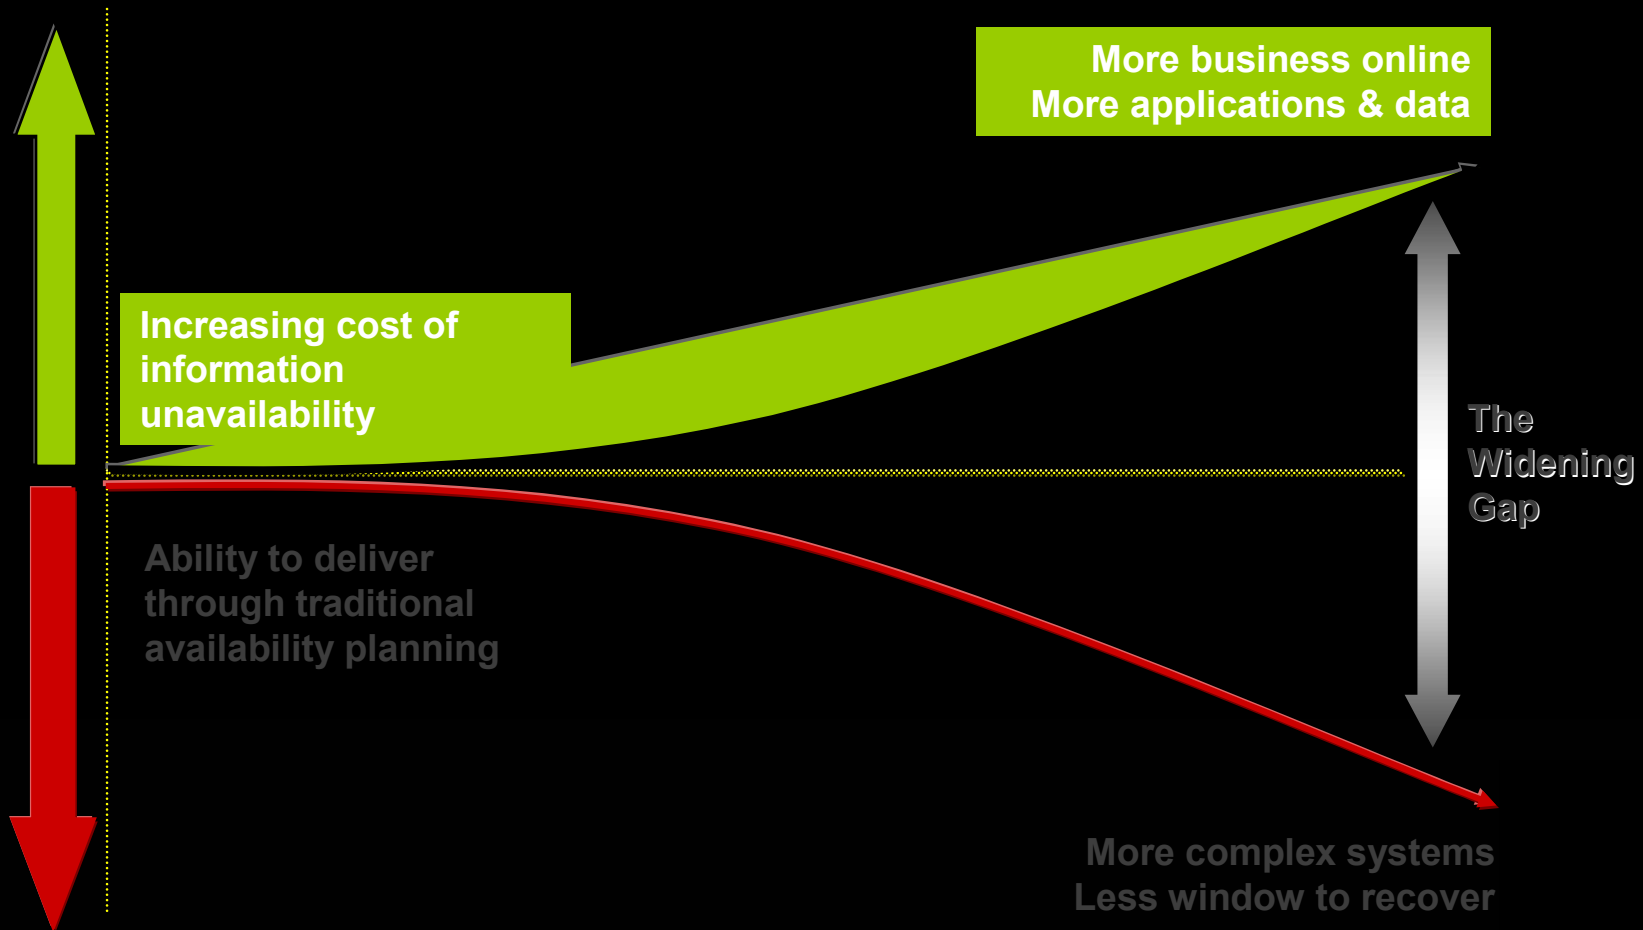 More business online
More applications & data
Increasing cost of
information
unavailability
The
Widening
Gap
Ability to deliver
through traditional
availability planning
More complex systems
Less window to recover